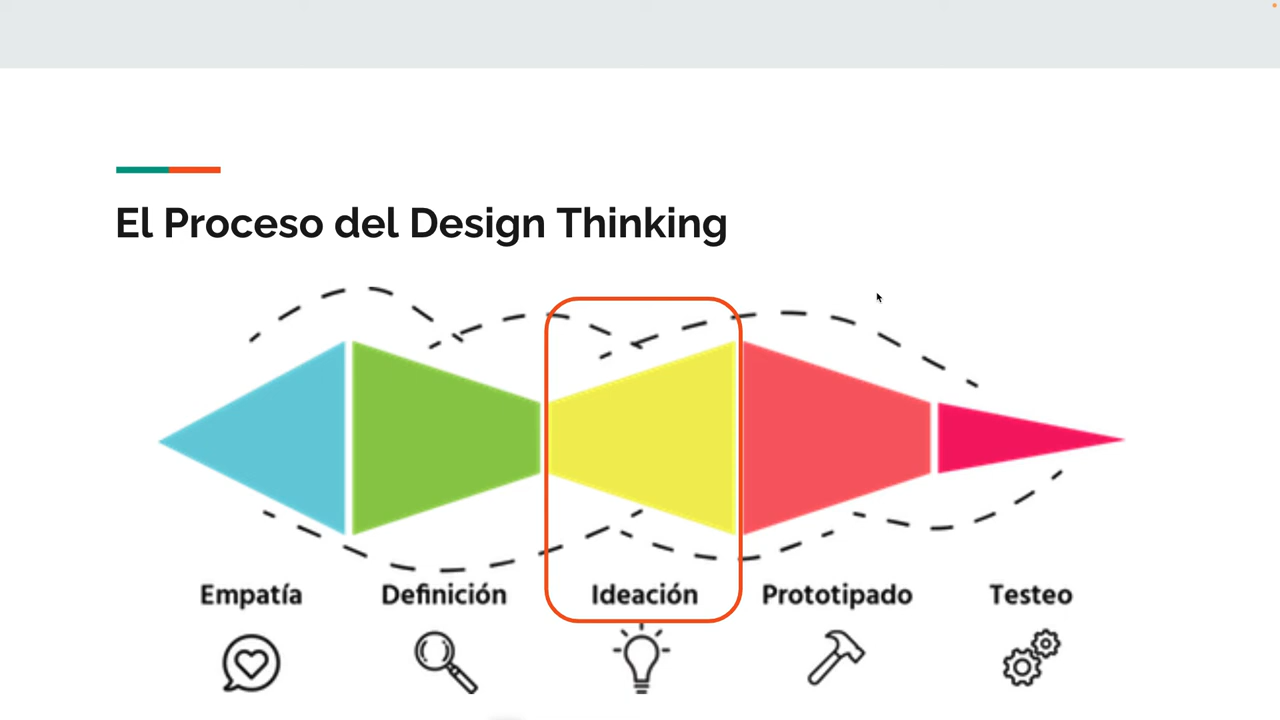 El Proceso del Design Thinking
Empatía Definición Ideación Prototipado Testeo